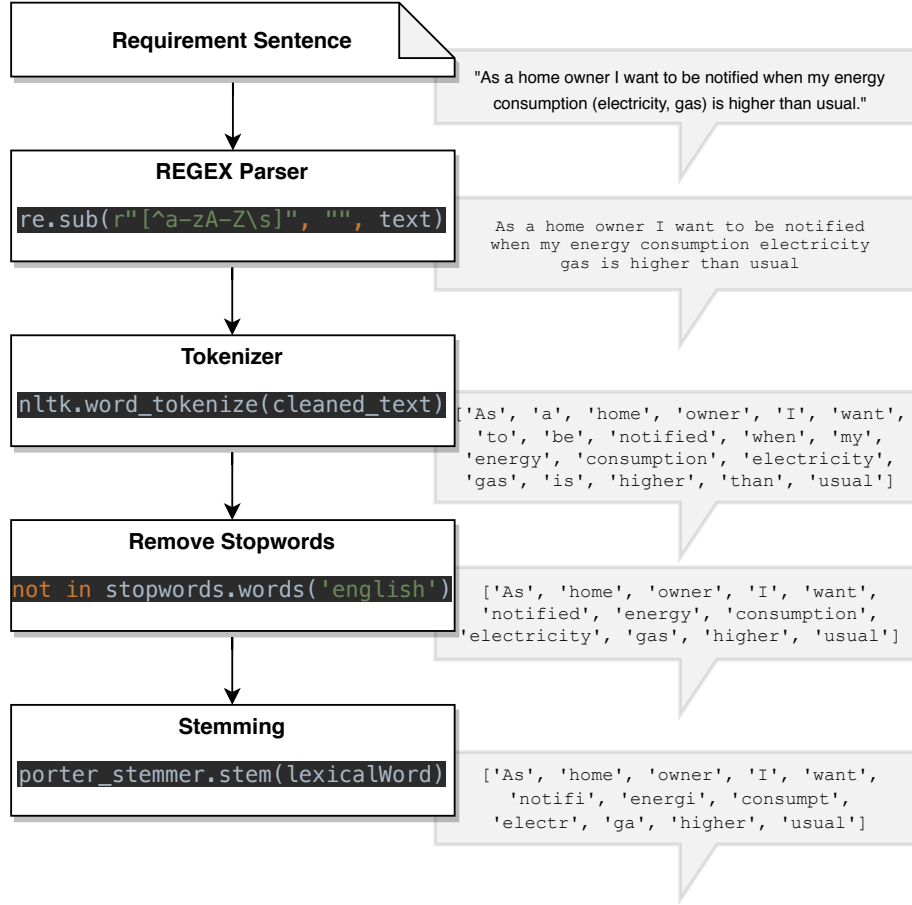 Requirement Sentence
"As a home owner I want to be notified when my energy
consumption (electricity, gas) is higher than usual."
REGEX Parser
re.sub(r"[^a-zA-Z\s]", "", text)
As a home owner I want to be notified
when my energy consumption electricity
gas is higher than usual
Tokenizer
nltk.word_tokenize(cleaned_text)
['As', 'a', 'home', 'owner', 'I', 'want',
'to', 'be', 'notified', 'when', 'my',
'energy', 'consumption', 'electricity',
'gas', 'is', 'higher', 'than', 'usual']
Remove Stopwords
not in stopwords.words('english')
['As', 'home', 'owner', 'I', 'want',
'notified', 'energy', 'consumption',
'electricity', 'gas', 'higher', 'usual']
Stemming
porter_stemmer.stem(lexicalWord)
['As', 'home', 'owner', 'I', 'want',
'notifi', 'energi', 'consumpt',
'electr', 'ga', 'higher', 'usual']